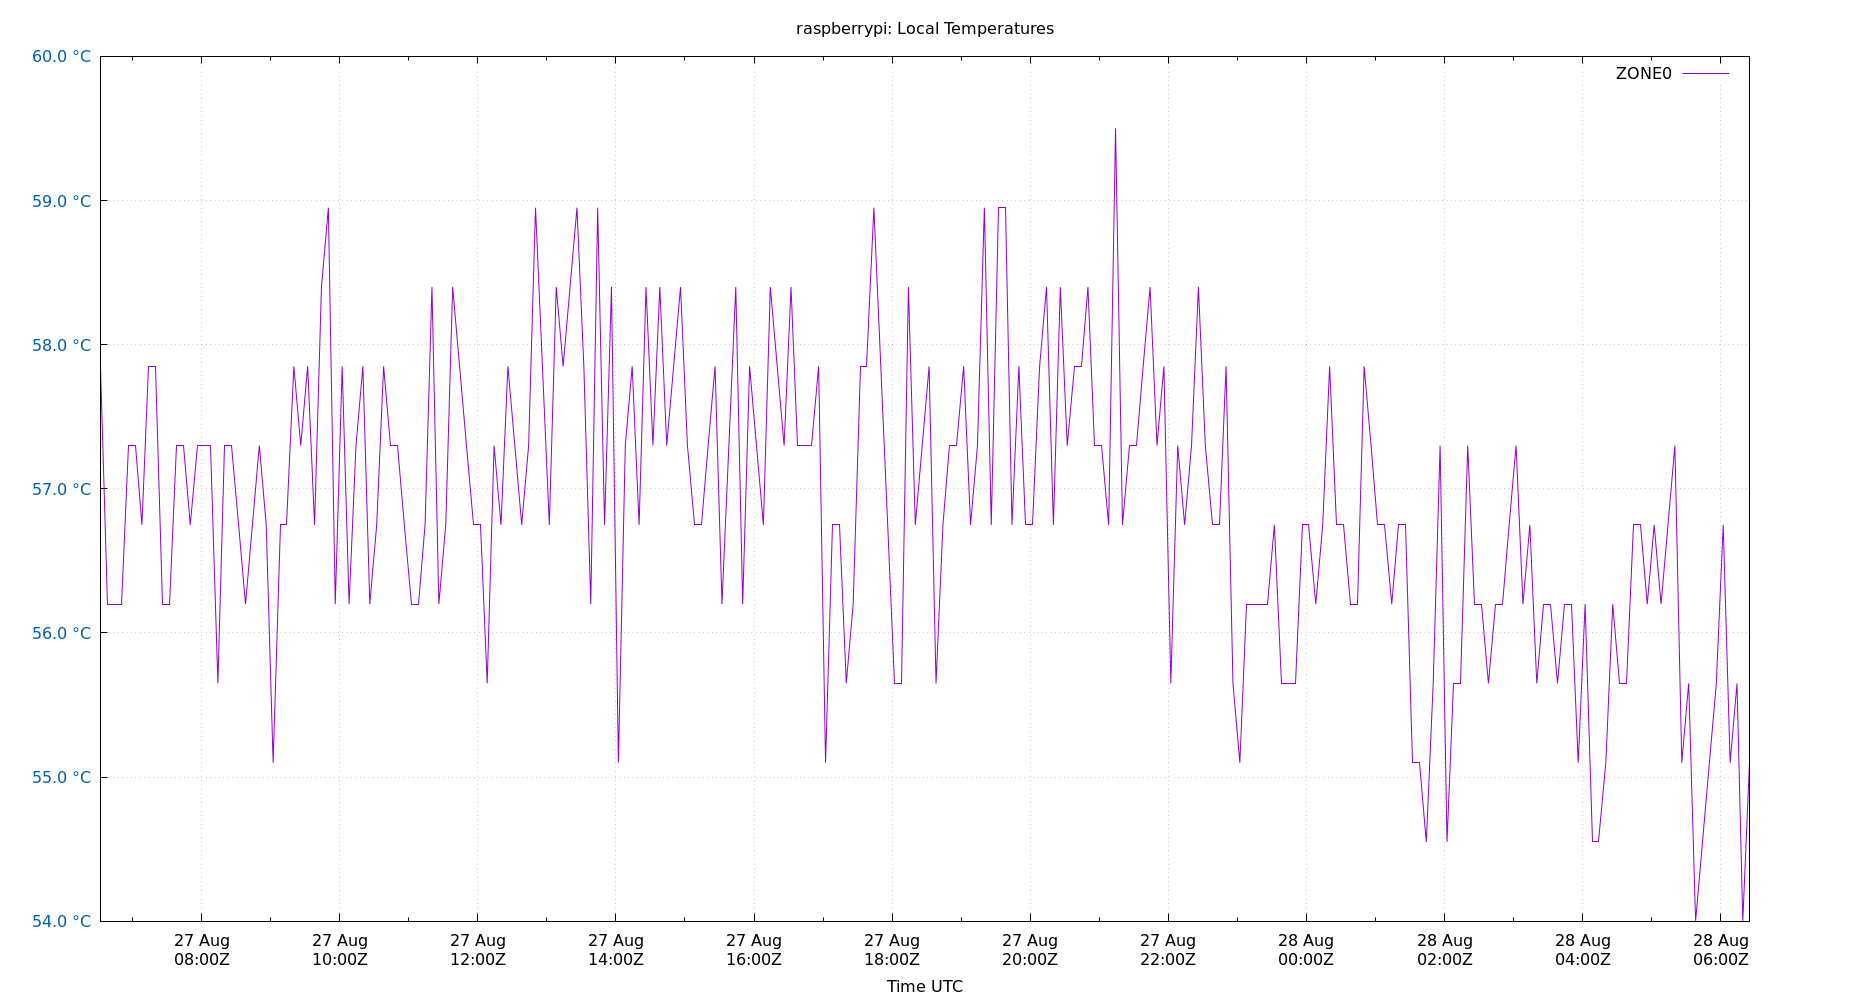 raspberrypi: Local Temperatures
60.0 °C
ZONE0
59.0 °C
58.0 °C
57.0 °C
56.0 °C
55.0 °C
54.0 °C
27 Aug 27 Aug 27 Aug 27 Aug 27 Aug 27 Aug 27 Aug 27 Aug 28 Aug 28 Aug 28 Aug 28 Aug
08:00Z 10:00Z 12:00Z 14:00Z 16:00Z 18:00Z 20:00Z 22:00Z 00:00Z 02:00Z 04:00Z 06:00Z
Time UTC